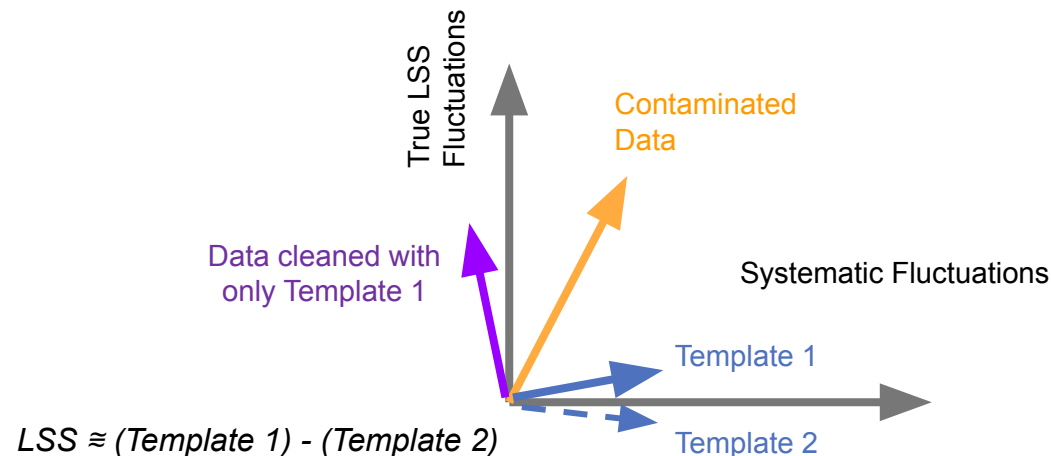 True LSS
Fluctuations
Contaminated
Data
Data cleaned with
only Template 1
Systematic Fluctuations
Template 1
Template 2
LSS ≊ (Template 1) - (Template 2)